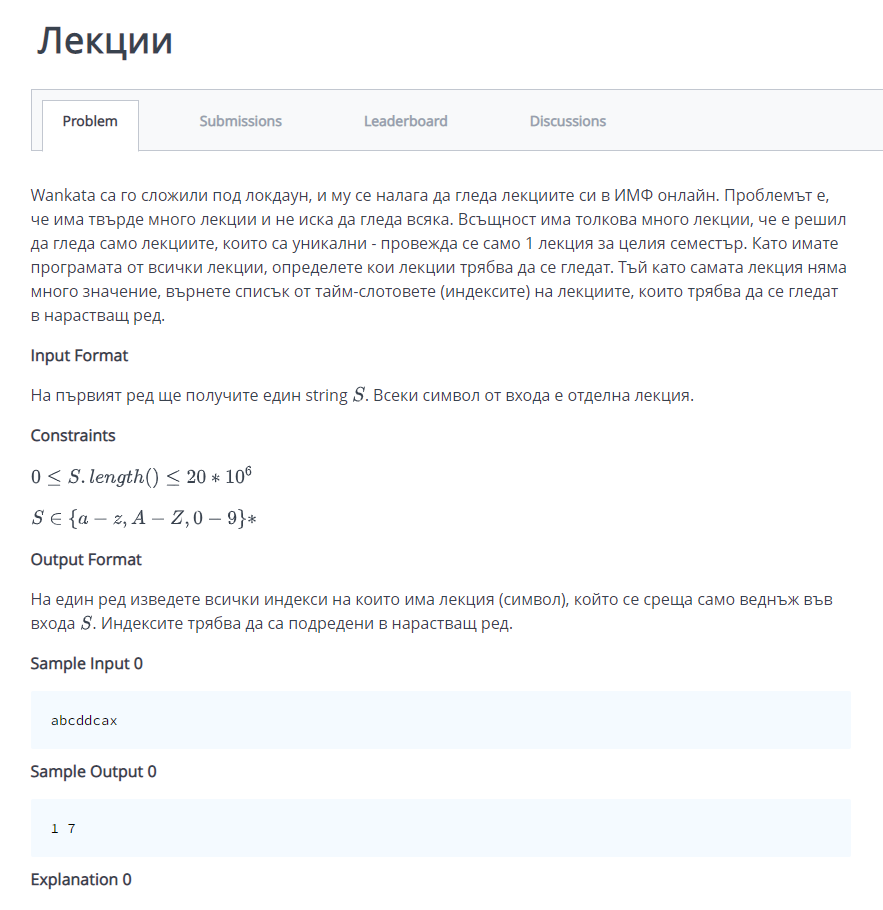 Лекции
Problem Submissions Leaderboard Discussions
Wankata са го сложили под локдаун, и му се налага да гледа лекциите си в ИМФ онлайн. Проблемът е,
че има твърде много лекции и не иска да гледа всяка. Всъщност има толкова много лекции, че е решил
да гледа само лекциите, които са уникални - провежда се само 1 лекция за целия семестър. Като имате
програмата от всички лекции, определете кои лекции трябва да се гледат. Тъй като самата лекция няма
много значение, върнете списък от тайм-слотовете (индексите) на лекциите, които трябва да се гледат
в нарастващ ред.
Input Format
На първият ред ще получите един string S. Всеки символ от входа е отделна лекция.
Constraints
0 ≤ S.length() ≤ 20 ∗ 10⁶
S ∈ {a − z, A − Z, 0 − 9}∗
Output Format
На един ред изведете всички индекси на които има лекция (символ), който се среща само веднъж във
входа S. Индексите трябва да са подредени в нарастващ ред.
Sample Input 0
abcddcax
Sample Output 0
1 7
Explanation 0